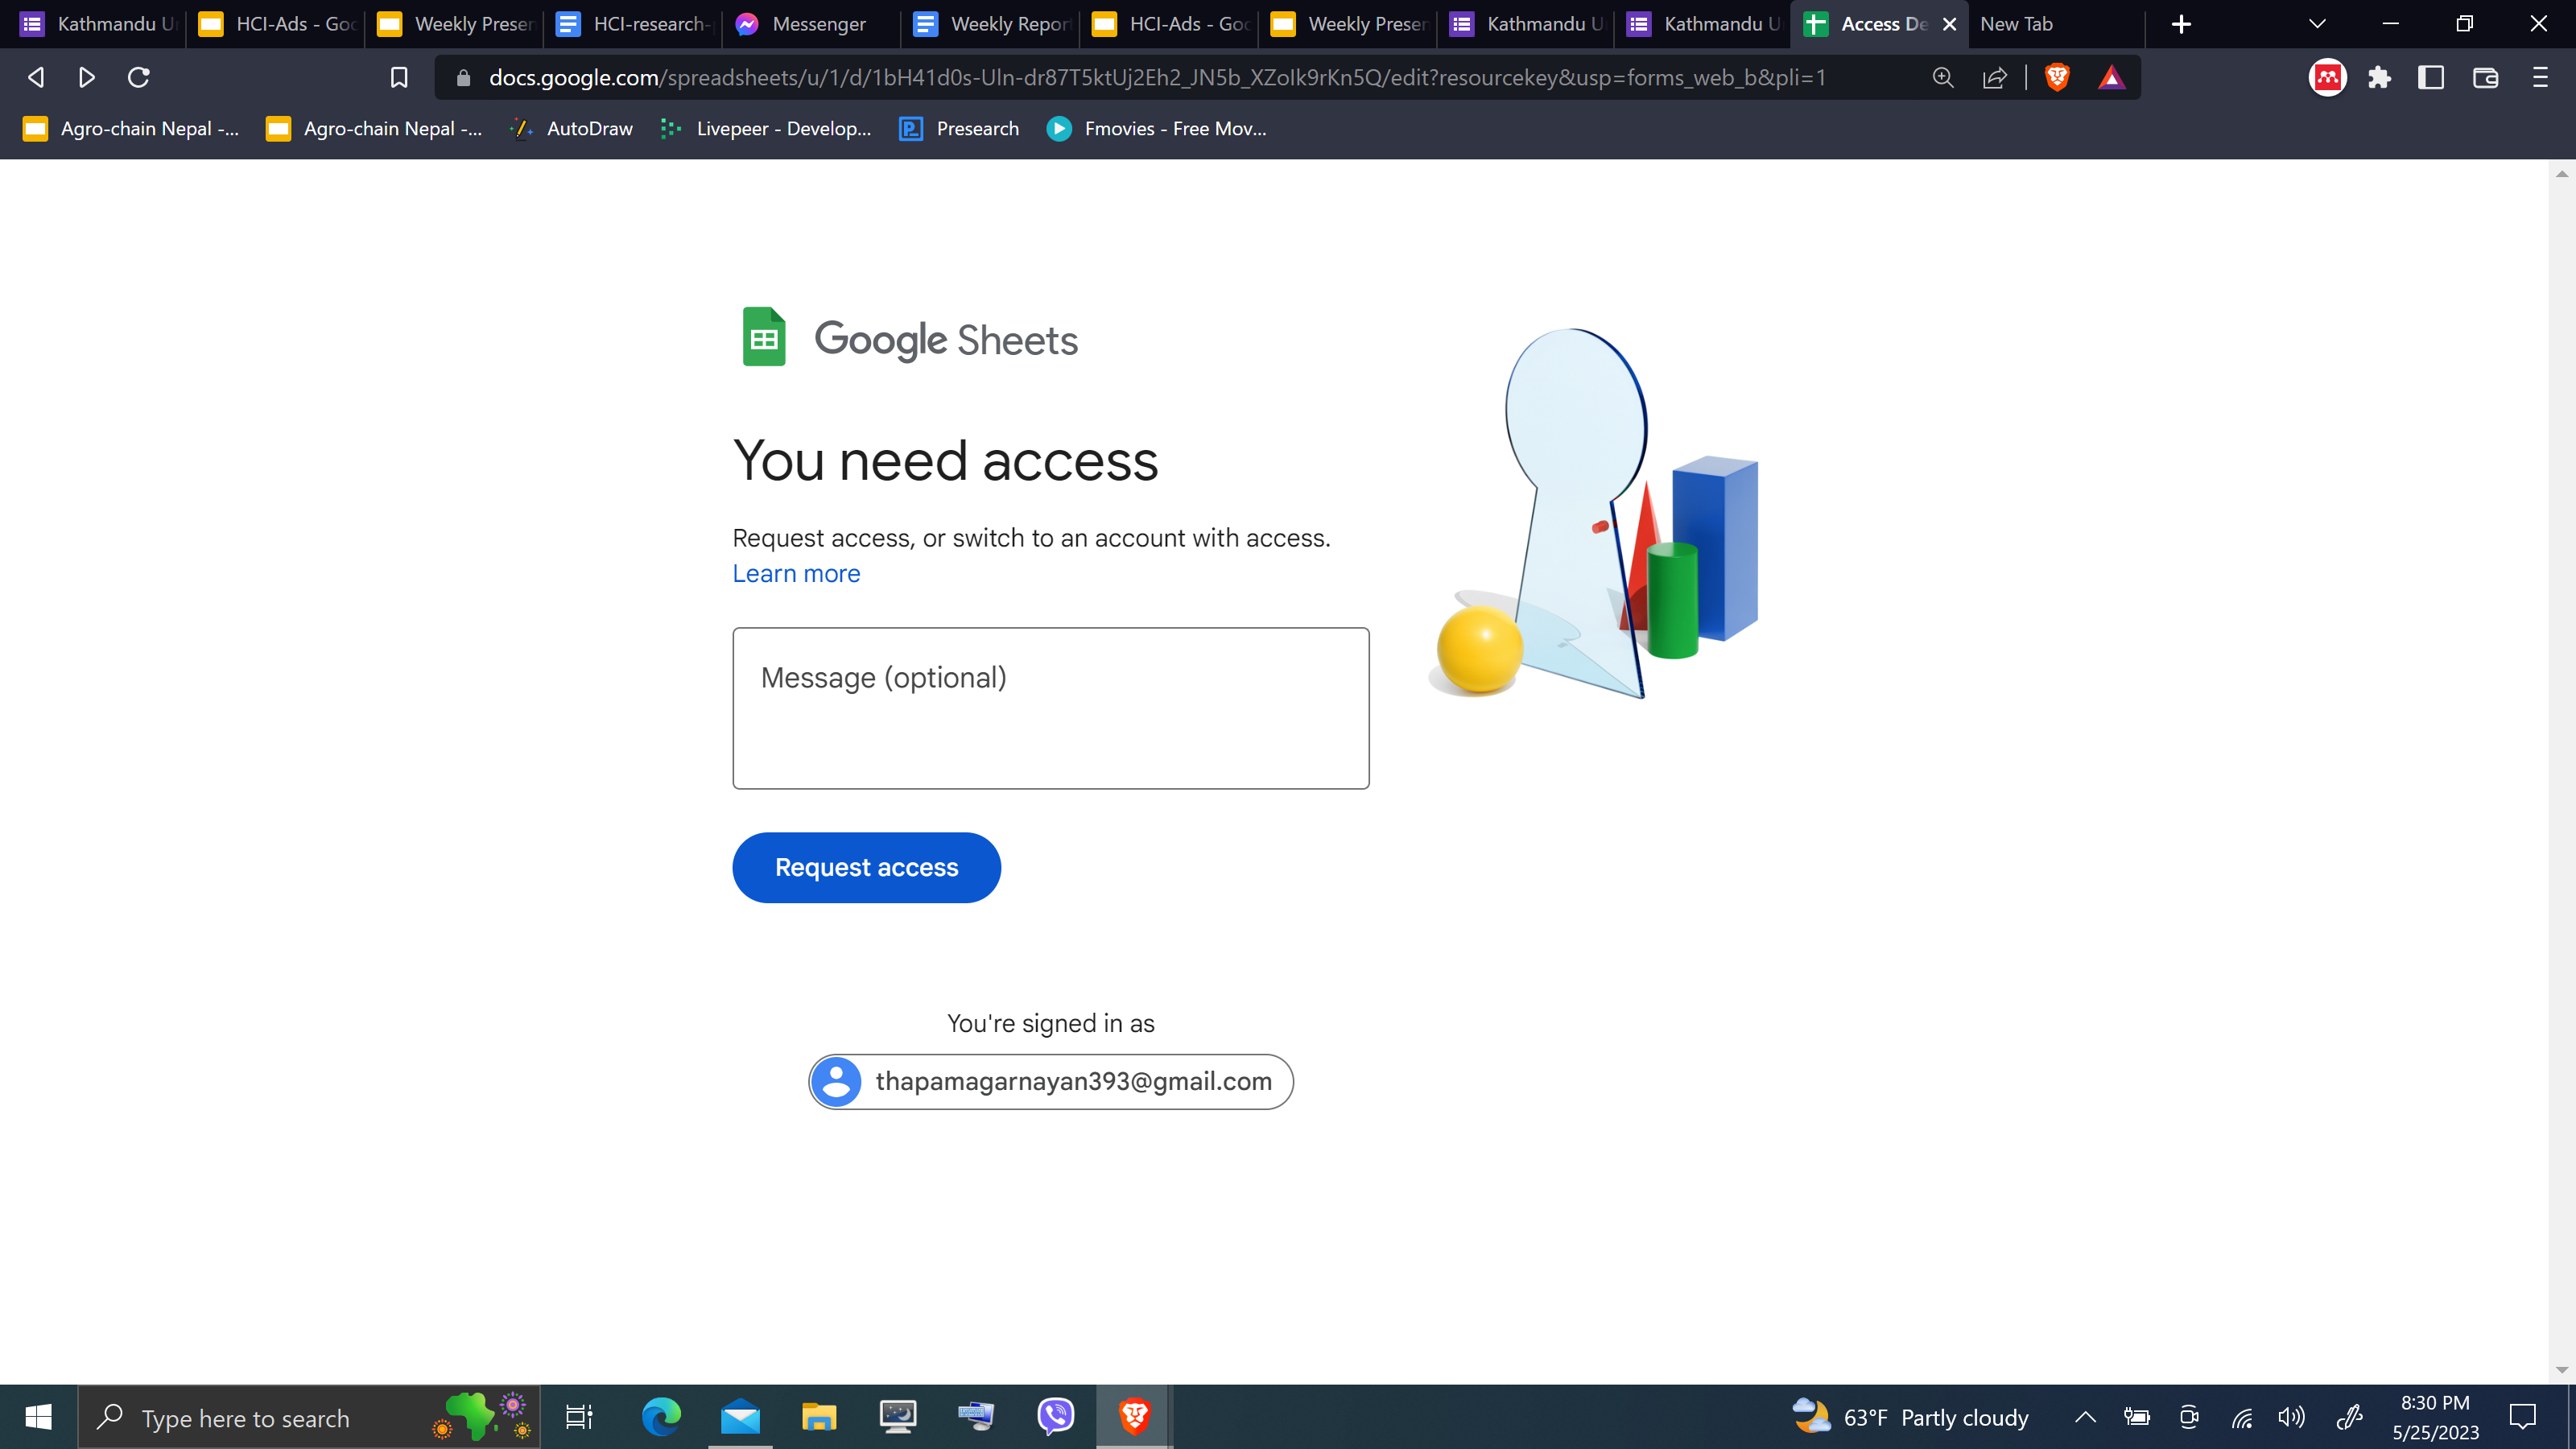 Kathmandu U
HCI-Ads - Goo
Weekly Presen
HCI-research-
Messenger
Weekly Report
HCI-Ads - Goo
Weekly Presen
Kathmandu U
Kathmandu U
Access De
New Tab
docs.google.com/spreadsheets/u/1/d/1bH41d0s-Uln-dr87T5ktUj2Eh2_JN5b_XZoIk9rKn5Q/edit?resourcekey&usp=forms_web_b&pli=1
Agro-chain Nepal -...
Agro-chain Nepal -...
AutoDraw
Livepeer - Develop...
Presearch
Fmovies - Free Mov...
Google Sheets
You need access
Request access, or switch to an account with access.
Learn more
Message (optional)
Request access
You're signed in as
thapamagarnayan393@gmail.com
Type here to search
63°F Partly cloudy
8:30 PM
5/25/2023